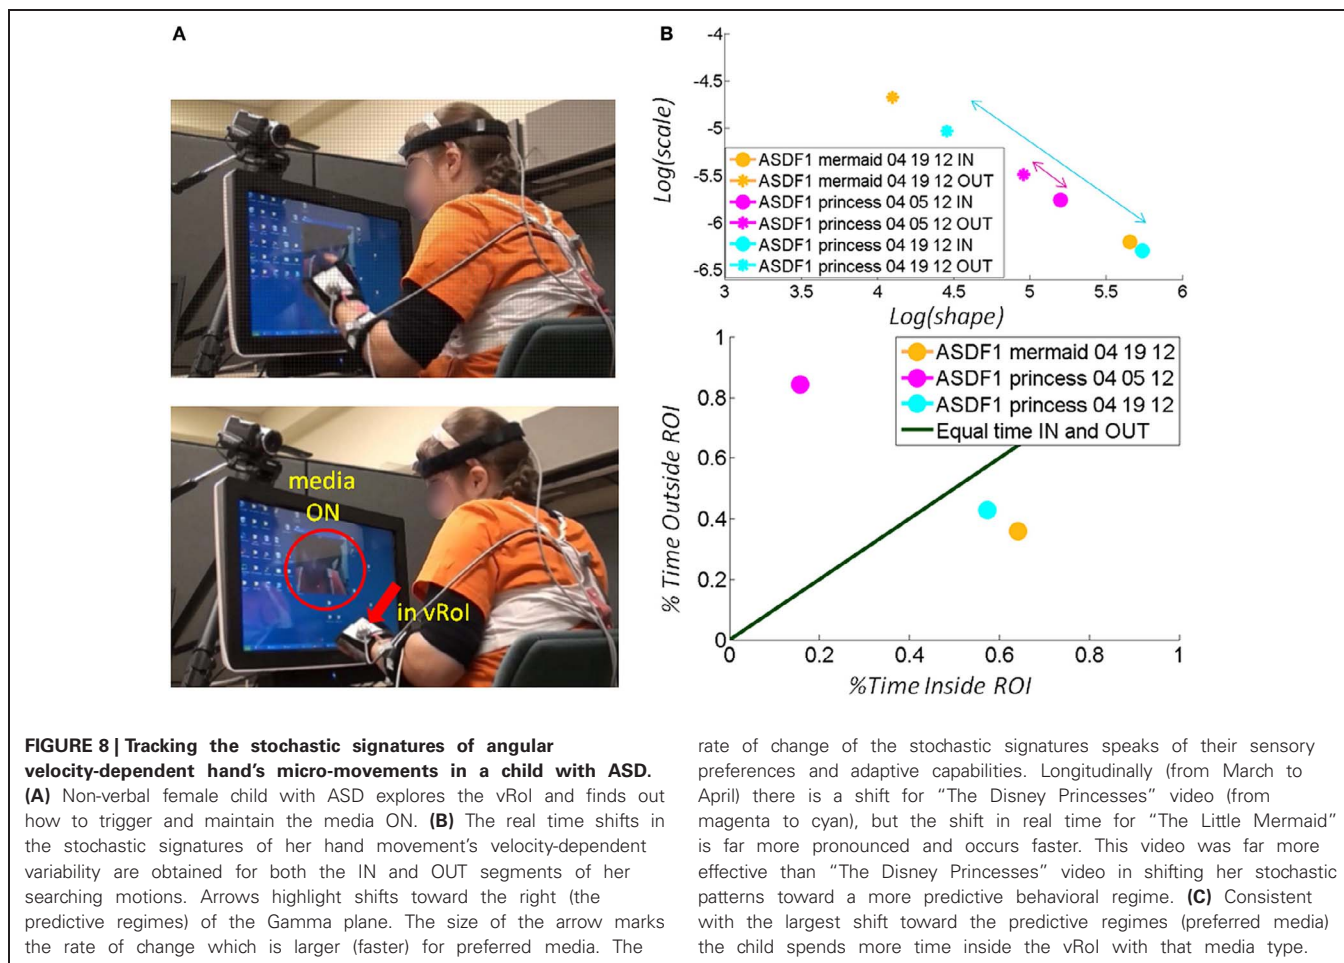 A
media
ON
in vRoI
B
-4
-4.5
-5
-5.5
-6
-6.5
Log(scale)
ASDF1 mermaid 04 19 12 IN
ASDF1 mermaid 04 19 12 OUT
ASDF1 princess 04 05 12 IN
ASDF1 princess 04 05 12 OUT
ASDF1 princess 04 19 12 IN
ASDF1 princess 04 19 12 OUT
3 3.5 4 4.5 5 5.5 6
Log(shape)
1
0.8
0.6
0.4
0.2
0
% Time Outside ROI
ASDF1 mermaid 04 19 12
ASDF1 princess 04 05 12
ASDF1 princess 04 19 12
Equal time IN and OUT
0 0.2 0.4 0.6 0.8 1
%Time Inside ROI
FIGURE 8 | Tracking the stochastic signatures of angular
velocity-dependent hand's micro-movements in a child with ASD.
(A) Non-verbal female child with ASD explores the vRoI and finds out
how to trigger and maintain the media ON. (B) The real time shifts in
the stochastic signatures of her hand movement's velocity-dependent
variability are obtained for both the IN and OUT segments of her
searching motions. Arrows highlight shifts toward the right (the
predictive regimes) of the Gamma plane. The size of the arrow marks
the rate of change which is larger (faster) for preferred media. The
rate of change of the stochastic signatures speaks of their sensory
preferences and adaptive capabilities. Longitudinally (from March to
April) there is a shift for "The Disney Princesses" video (from
magenta to cyan), but the shift in real time for "The Little Mermaid"
is far more pronounced and occurs faster. This video was far more
effective than "The Disney Princesses" video in shifting her stochastic
patterns toward a more predictive behavioral regime. (C) Consistent
with the largest shift toward the predictive regimes (preferred media)
the child spends more time inside the vRoI with that media type.